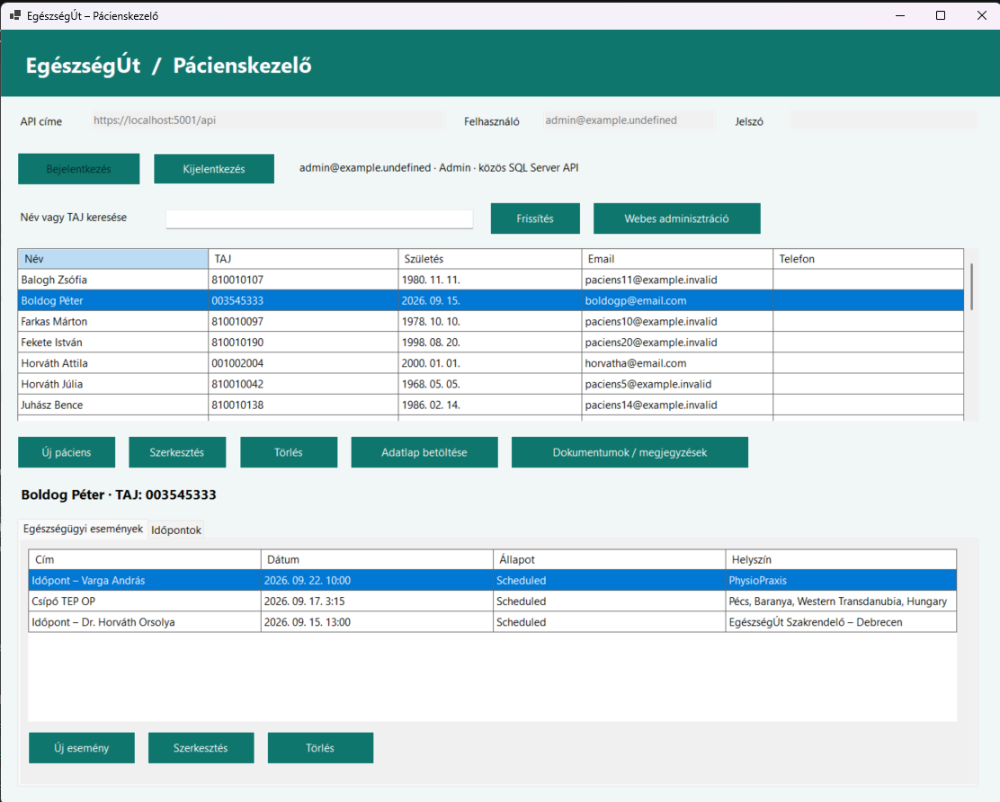 EgészségÚt – Pácienskezelő
EgészségÚt / Pácienskezelő
API címe https://localhost:5001/api Felhasználó admin@example.undefined Jelszó
Bejelentkezés Kijelentkezés admin@example.undefined · Admin · közös SQL Server API
Név vagy TAJ keresése Frissítés Webes adminisztráció
Név TAJ Születés Email Telefon
Balogh Zsófia 810010107 1980. 11. 11. paciens11@example.invalid
Boldog Péter 003545333 2026. 09. 15. boldogp@email.com
Farkas Márton 810010097 1978. 10. 10. paciens10@example.invalid
Fekete István 810010190 1998. 08. 20. paciens20@example.invalid
Horváth Attila 001002004 2000. 01. 01. horvatha@email.com
Horváth Júlia 810010042 1968. 05. 05. paciens5@example.invalid
Juhász Bence 810010138 1986. 02. 14. paciens14@example.invalid
Új páciens Szerkesztés Törlés Adatlap betöltése Dokumentumok / megjegyzések
Boldog Péter · TAJ: 003545333
Egészségügyi események Időpontok
Cím Dátum Állapot Helyszín
Időpont – Varga András 2026. 09. 22. 10:00 Scheduled PhysioPraxis
Csípő TEP OP 2026. 09. 17. 3:15 Scheduled Pécs, Baranya, Western Transdanubia, Hungary
Időpont – Dr. Horváth Orsolya 2026. 09. 15. 13:00 Scheduled EgészségÚt Szakrendelő – Debrecen
Új esemény Szerkesztés Törlés